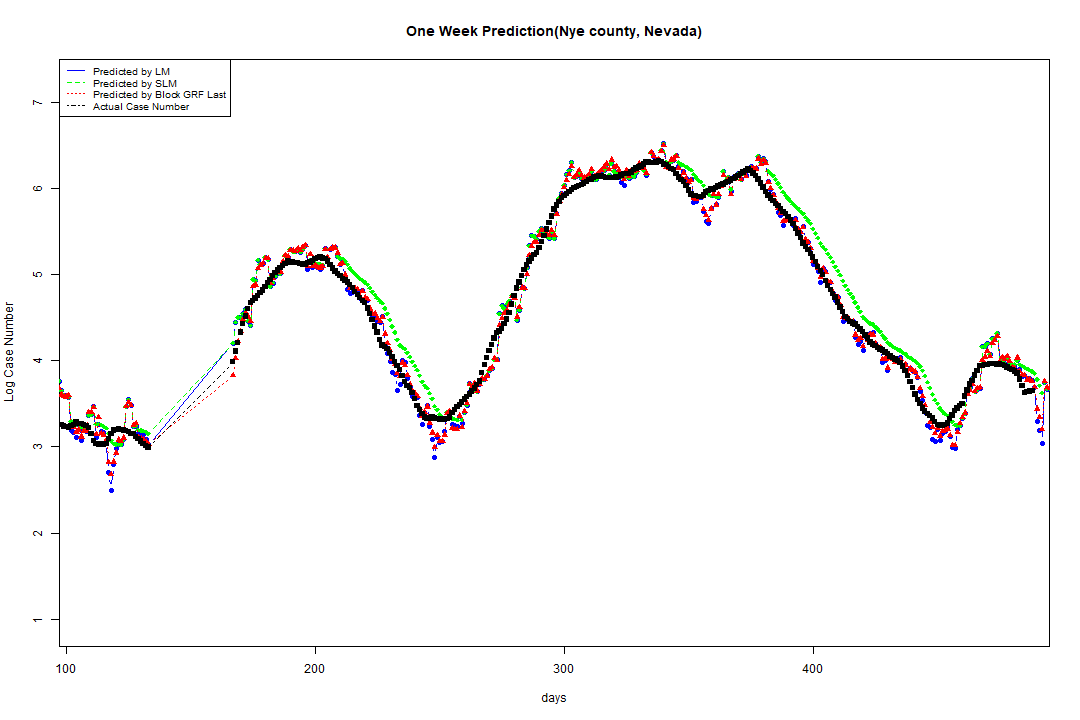 One Week Prediction(Nye county, Nevada)
Predicted by LM
Predicted by SLM
Predicted by Block GRF Last
Actual Case Number
7
6
5
4
3
2
1
Log Case Number
100 200 300 400
days